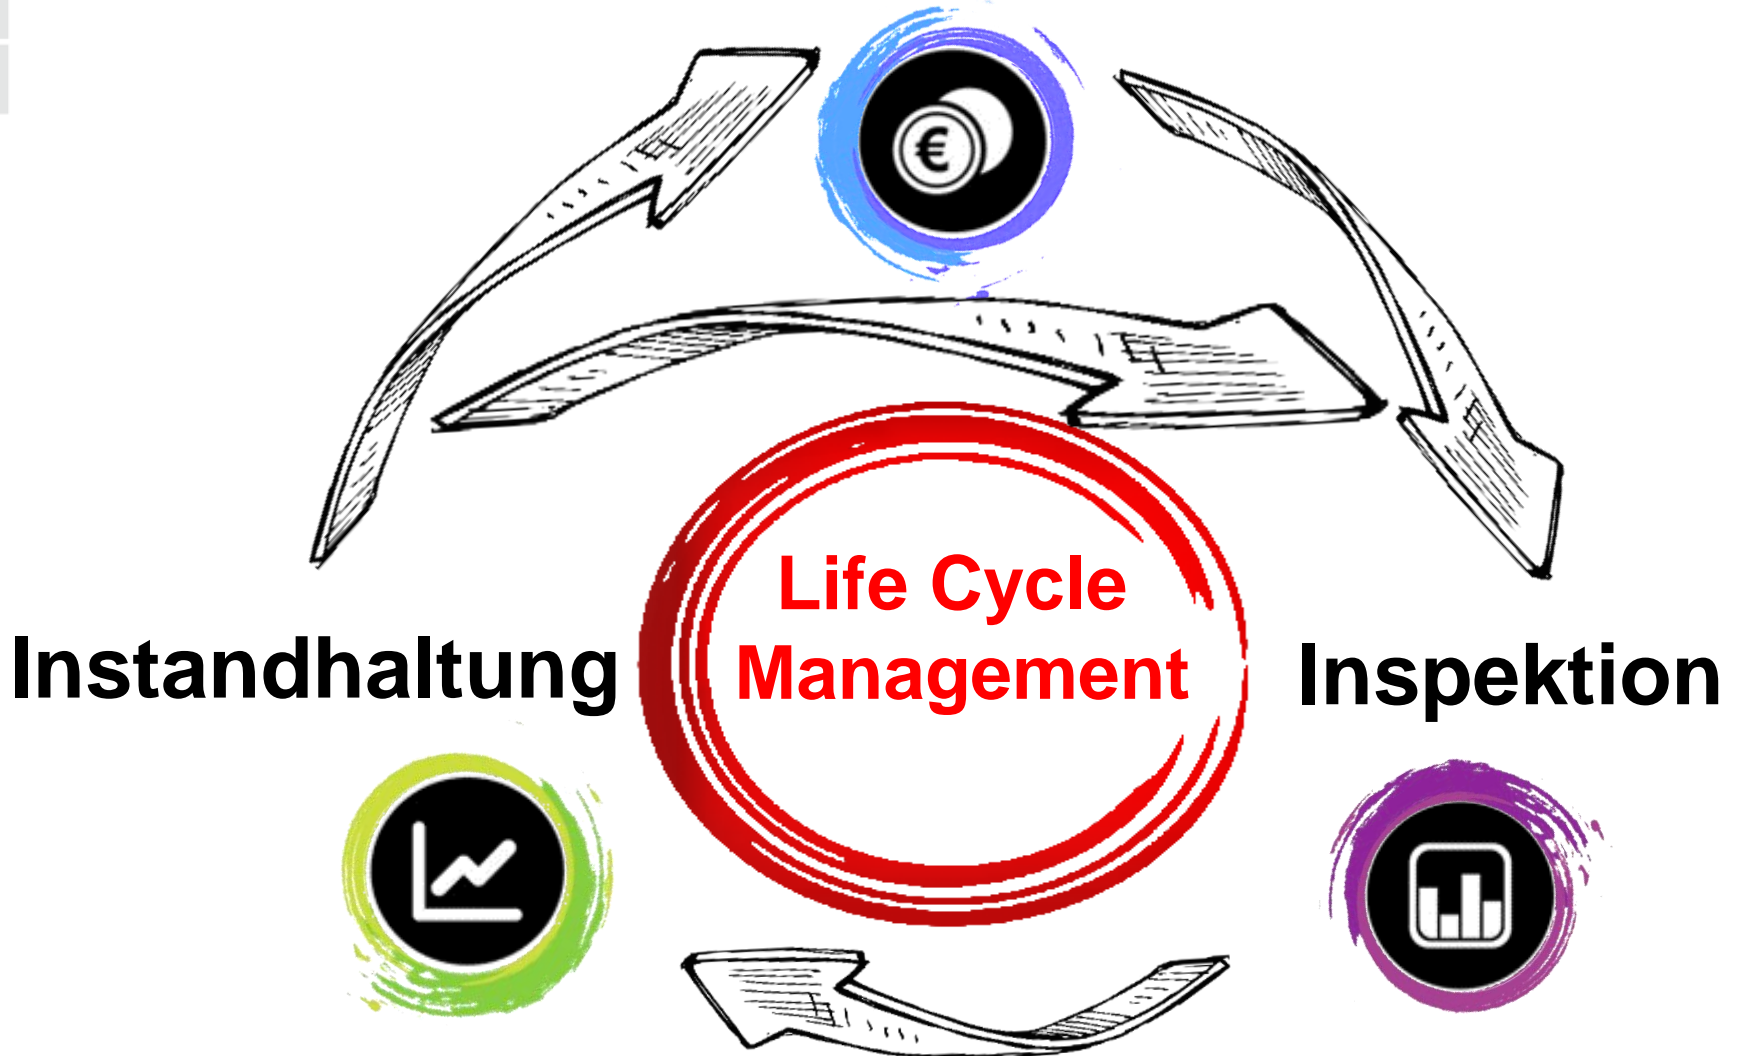 €
Life Cycle
Management
Instandhaltung
Inspektion